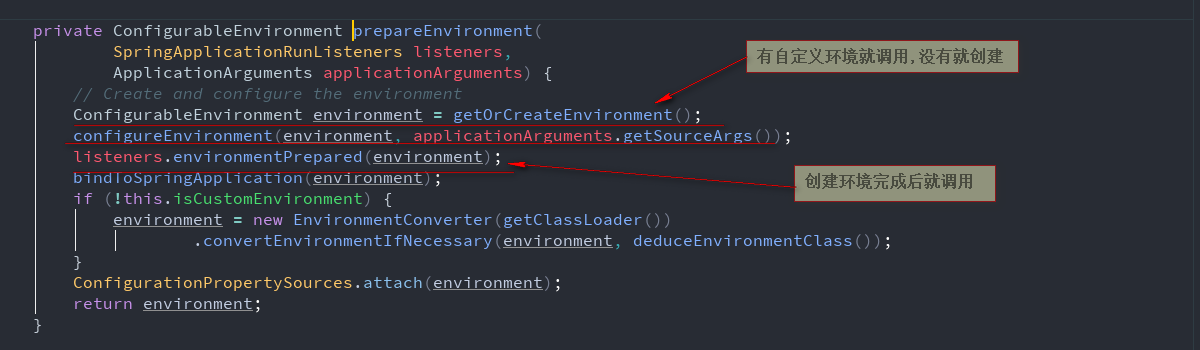 private ConfigurableEnvironment prepareEnvironment(
SpringApplicationRunListeners listeners,
ApplicationArguments applicationArguments) {
有自定义环境就调用,没有就创建
// Create and configure the environment
ConfigurableEnvironment environment = getOrCreateEnvironment();
configureEnvironment(environment, applicationArguments.getSourceArgs());
listeners.environmentPrepared(environment);
bindToSpringApplication(environment);
创建环境完成后就调用
if (!this.isCustomEnvironment) {
environment = new EnvironmentConverter(getClassLoader())
.convertEnvironmentIfNecessary(environment, deduceEnvironmentClass());
}
ConfigurationPropertySources.attach(environment);
return environment;
}